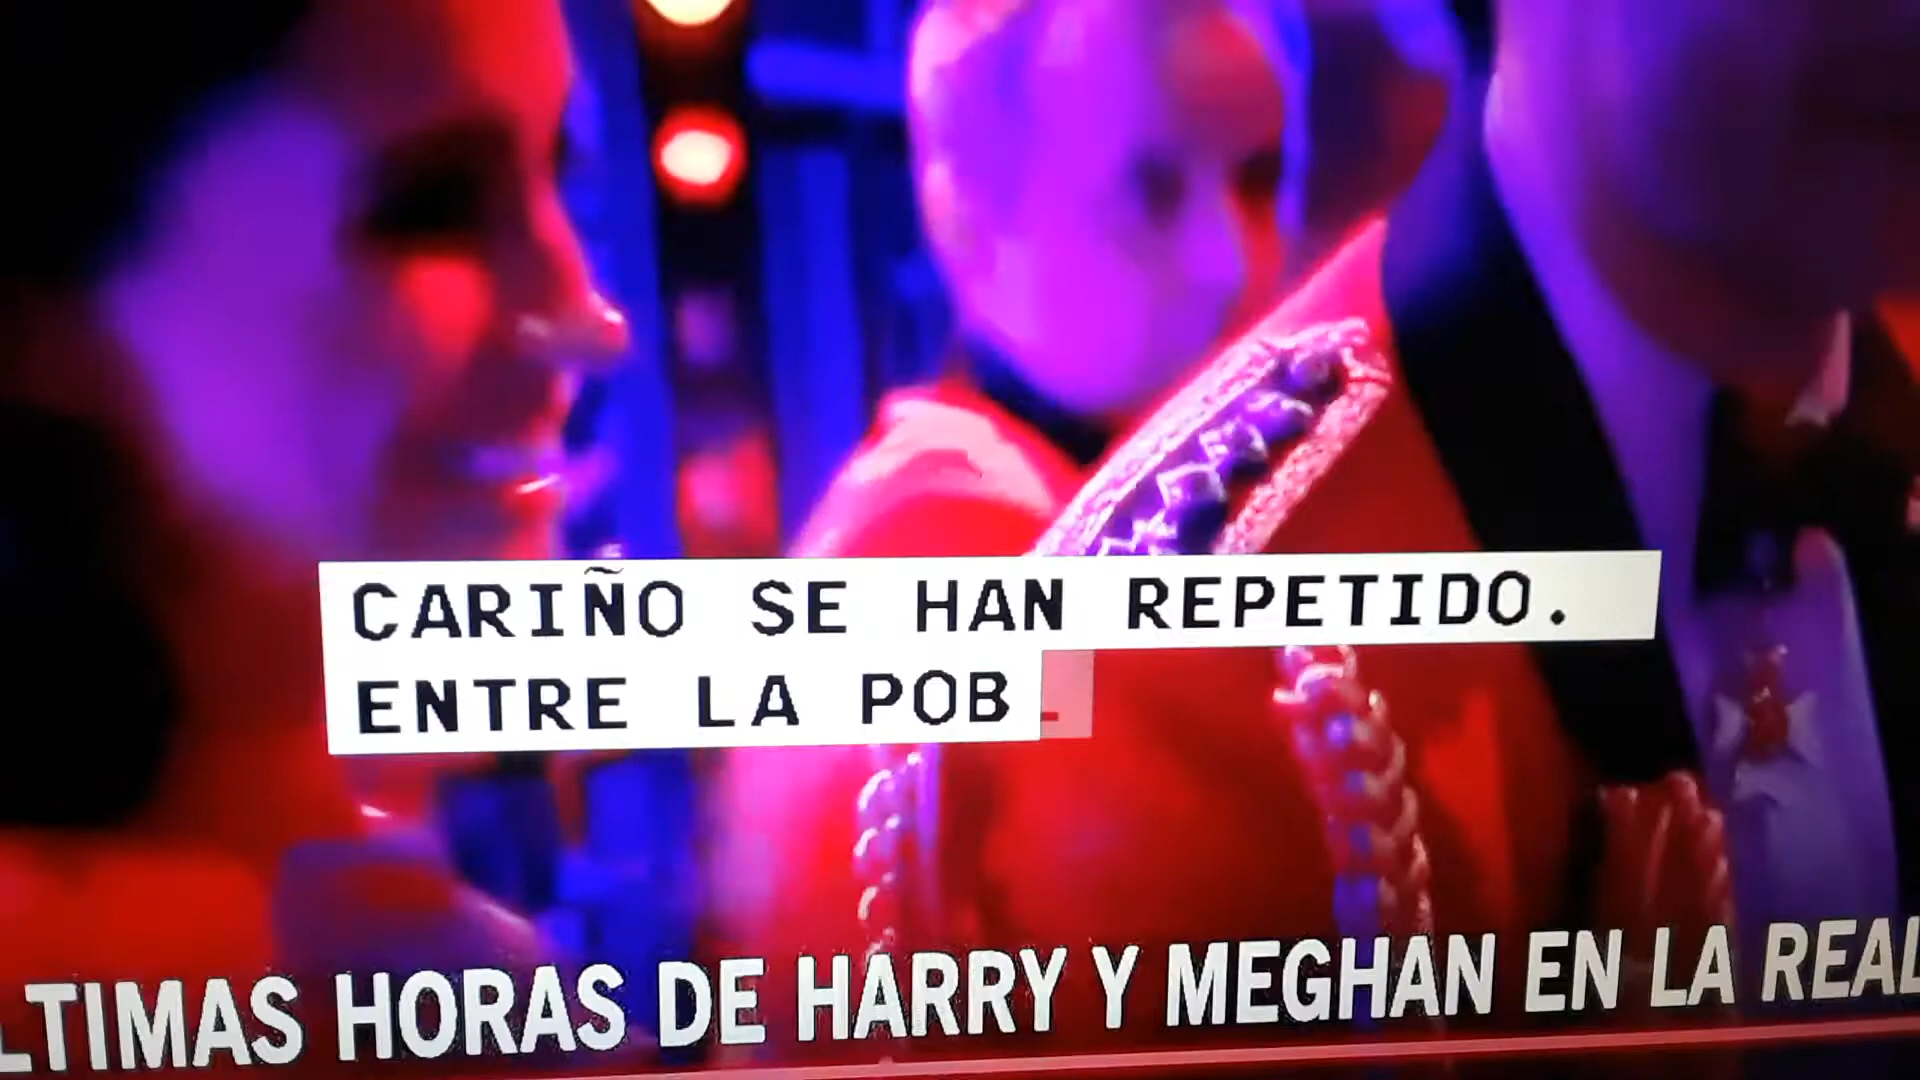 CARIÑO SE HAN REPETIDO.
ENTRE LA POB
LTIMAS HORAS DE HARRY Y MEGHAN EN LA REAL